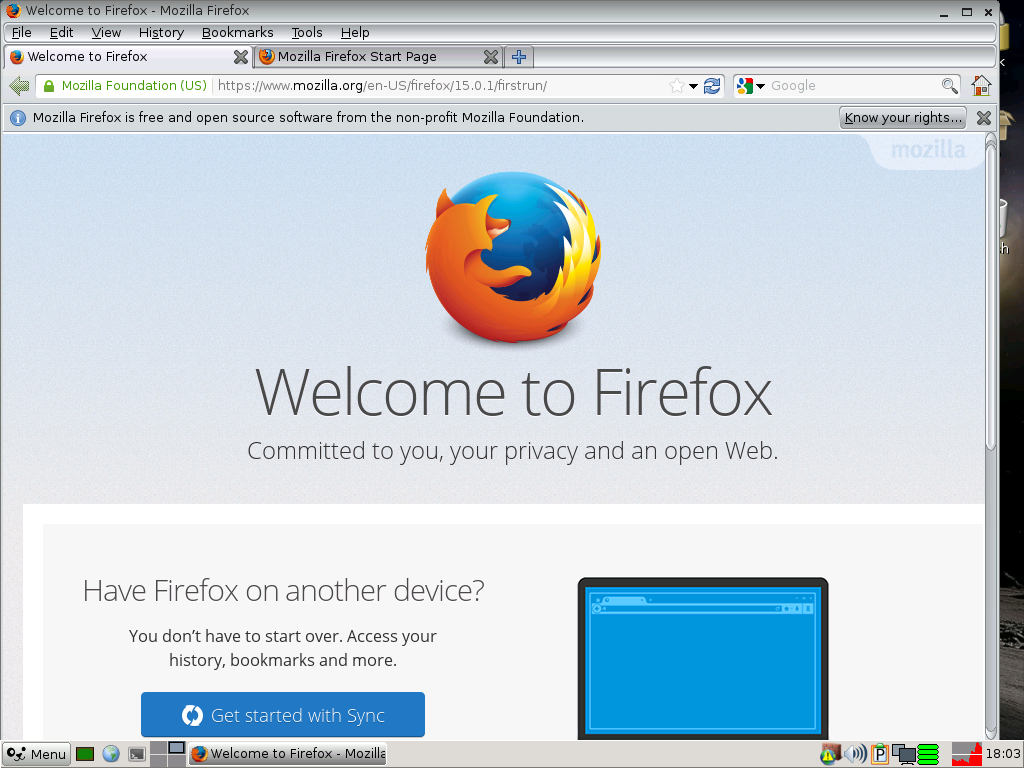 Welcome to Firefox - Mozilla Firefox
File Edit View History Bookmarks Tools Help
Welcome to Firefox Mozilla Firefox Start Page
Mozilla Foundation (US) https://www.mozilla.org/en-US/firefox/15.0.1/firstrun/ Google
Mozilla Firefox is free and open source software from the non-profit Mozilla Foundation. Know your rights...
mozilla
Welcome to Firefox
Committed to you, your privacy and an open Web.
Have Firefox on another device?
You don't have to start over. Access your
history, bookmarks and more.
Get started with Sync
Menu Welcome to Firefox - Mozilla 18:03